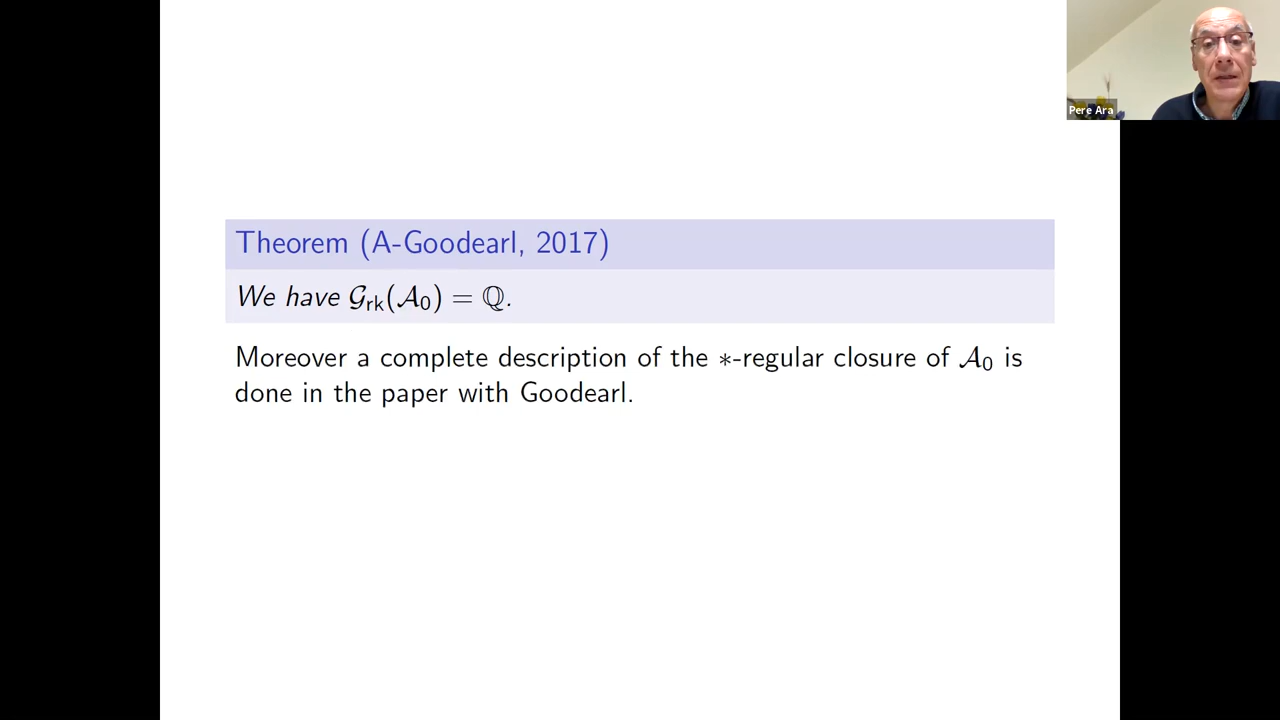 Pere Ara
Theorem (A-Goodearl, 2017)
We have 𝒢_rk(𝒜₀) = ℚ.
Moreover a complete description of the ∗-regular closure of 𝒜₀ is
done in the paper with Goodearl.